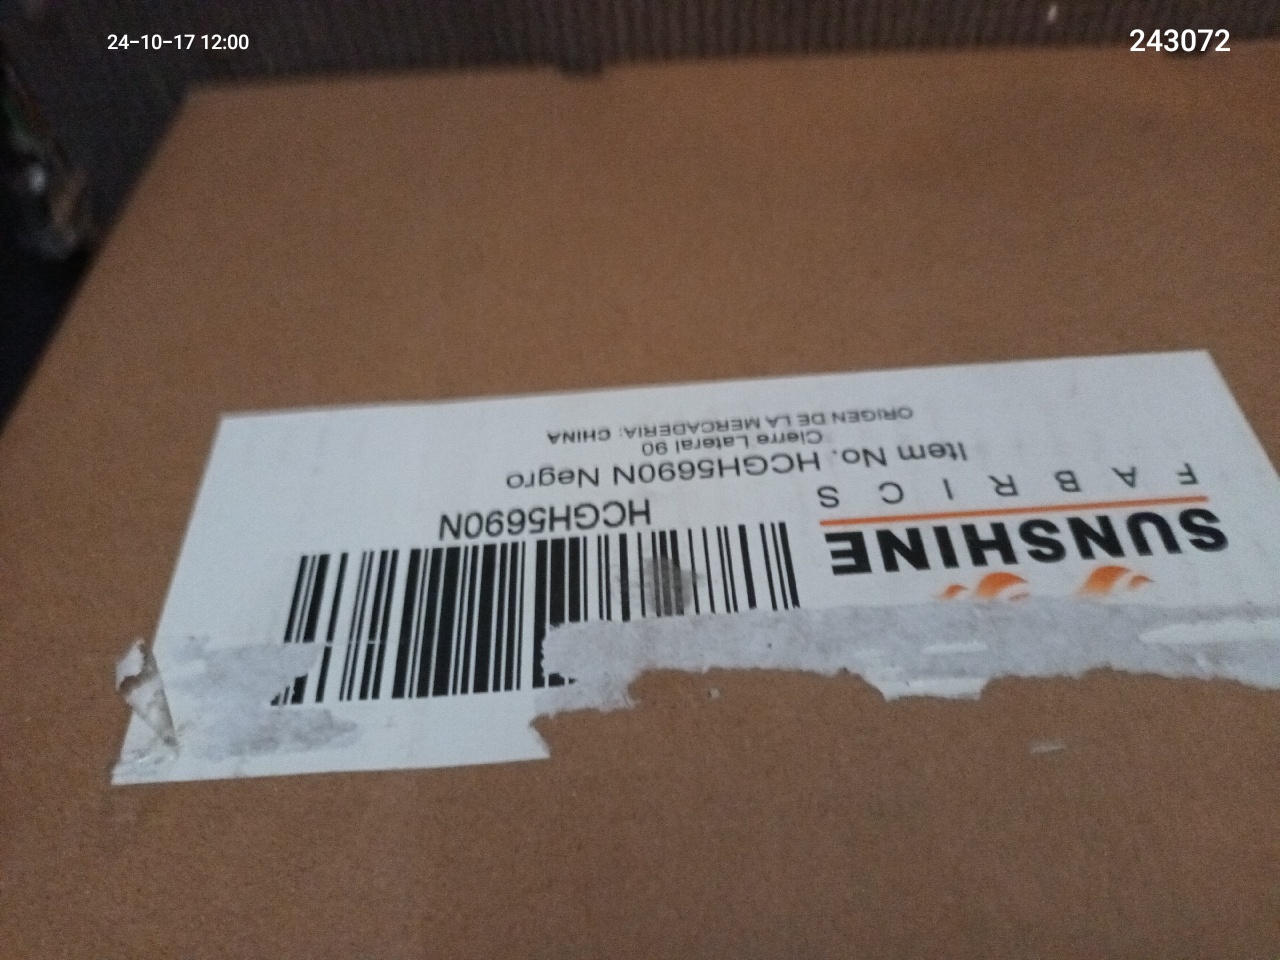 24-10-17 12:00
243072
SUNSHINE
FABRICS
HCGH5690N
Item No. HCGH5690N Negro
Cierre Lateral 90
ORIGEN DE LA MERCADERIA: CHINA